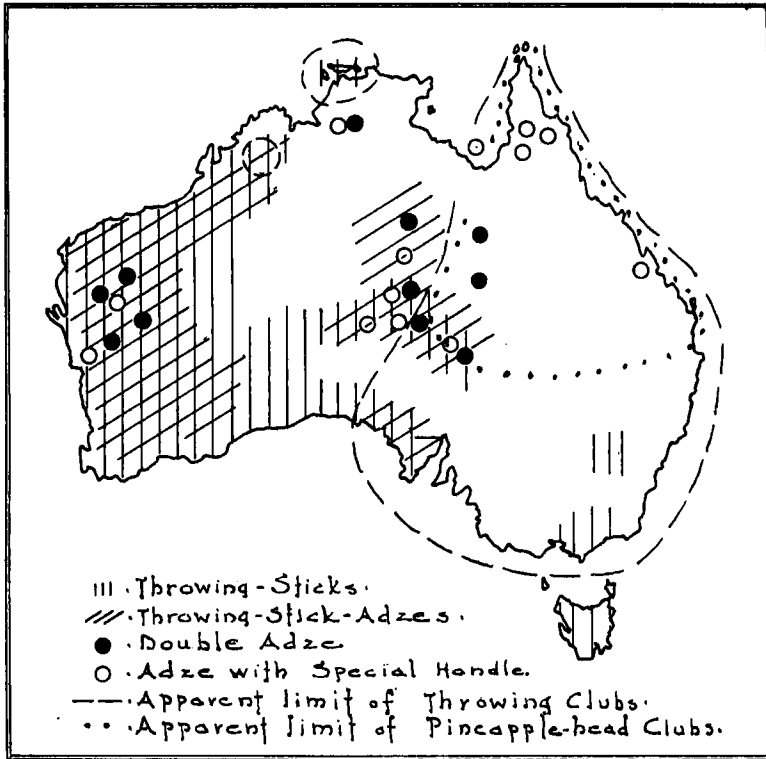 Throwing-Sticks.
Throwing-Stick-Adzes.
Double Adze
Adze with Special Handle.
Apparent limit of Throwing Clubs.
Apparent limit of Pineapple-head Clubs.